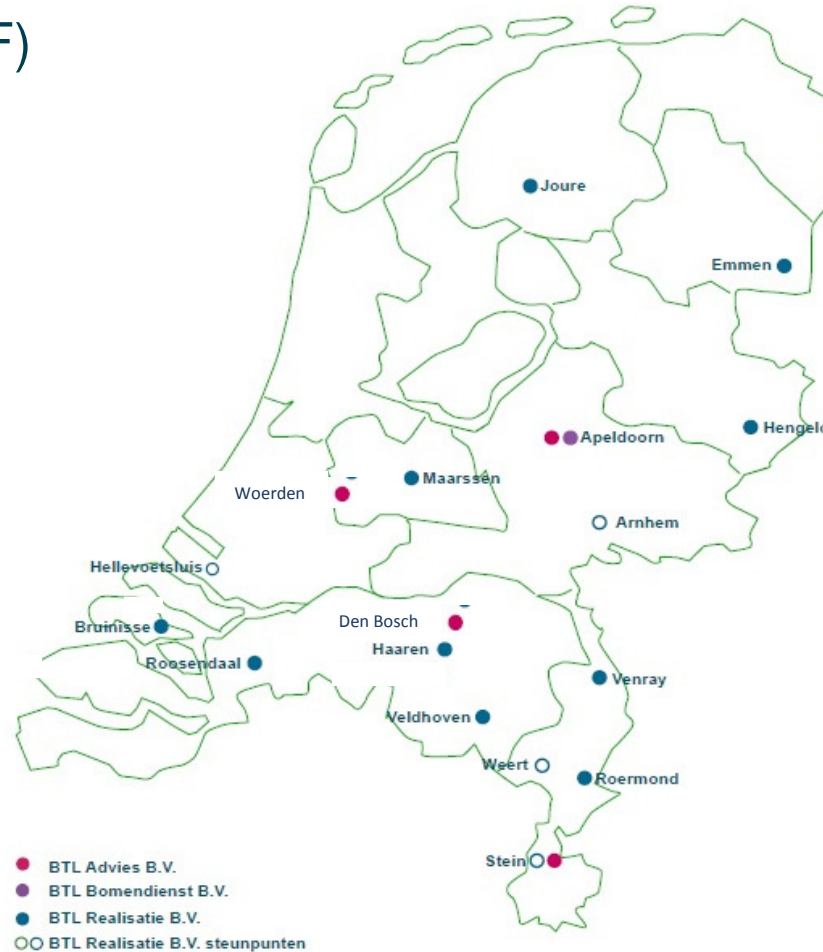 F)
Joure
Emmen
Apeldoorn
Hengelo
Woerden
Maarssen
Arnhem
Hellevoetsluis
Den Bosch
Bruinisse
Haaren
Roosendaal
Venray
Veldhoven
Weert
Roermond
Stein
BTL Advies B.V.
BTL Bomendienst B.V.
BTL Realisatie B.V.
BTL Realisatie B.V. steunpunten